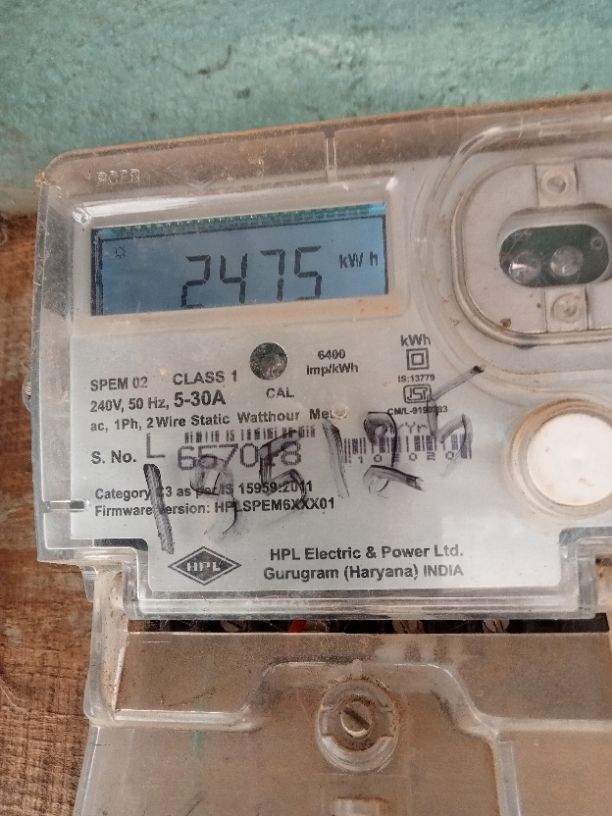 2475 kWh
6400
imp/kWh
kWh
SPEM 02 CLASS 1
CAL
IS:13779
240V, 50 Hz, 5-30A
ac, 1Ph, 2 Wire Static Watthour
S. No. L 657018
Category C3 as per IS 15959:2011
Firmware Version: HPLSPEM6XXX01
HPL
HPL Electric & Power Ltd.
Gurugram (Haryana) INDIA